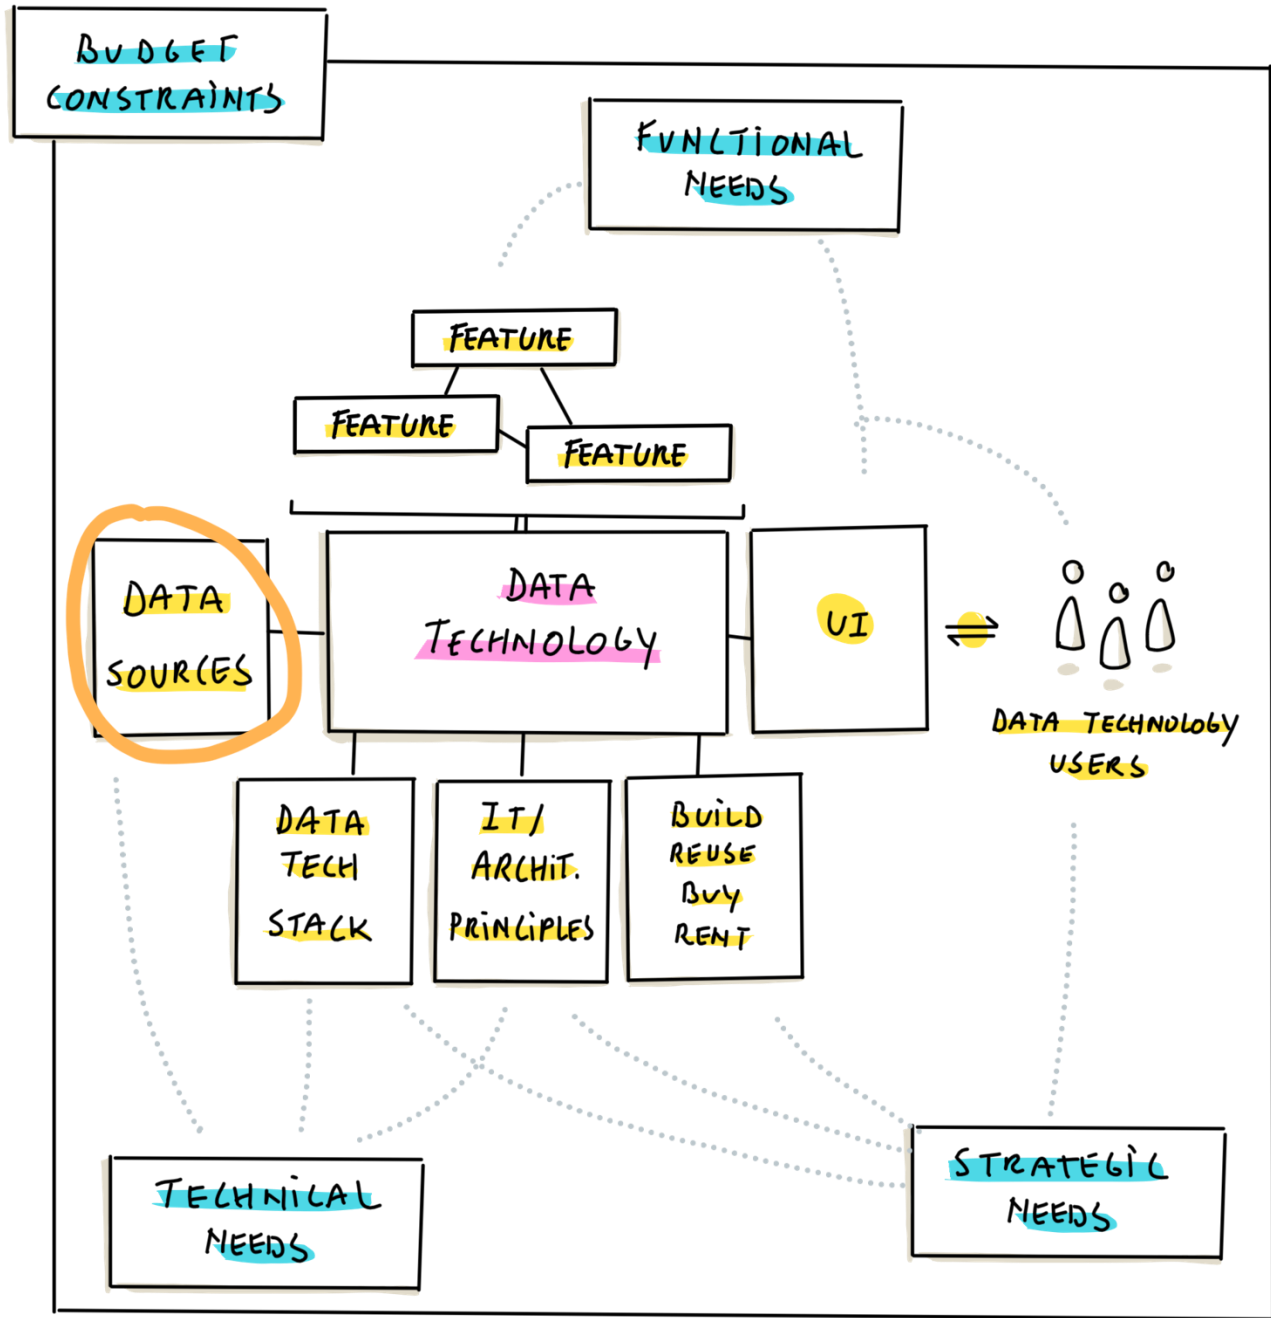 BUDGET
CONSTRAINTS
FUNCTIONAL
NEEDS
FEATURE
FEATURE
FEATURE
DATA
SOURCES
DATA
TECHNOLOGY
UI
DATA TECHNOLOGY
USERS
DATA
TECH
STACK
IT/
ARCHIT.
PRINCIPLES
BUILD
REUSE
BUY
RENT
TECHNICAL
NEEDS
STRATEGIC
NEEDS